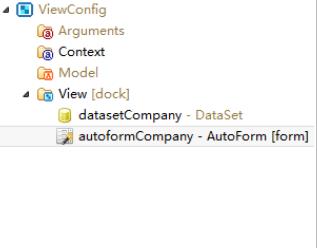 ViewConfig
Arguments
Context
Model
View [dock]
datasetCompany - DataSet
autoformCompany - AutoForm [form]